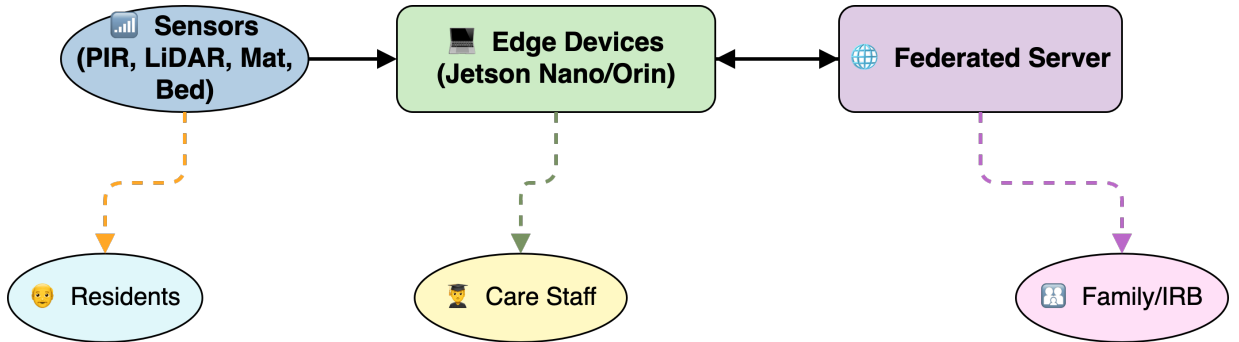 Sensors
(PIR, LiDAR, Mat,
Bed)
Edge Devices
(Jetson Nano/Orin)
Federated Server
Residents
Care Staff
Family/IRB